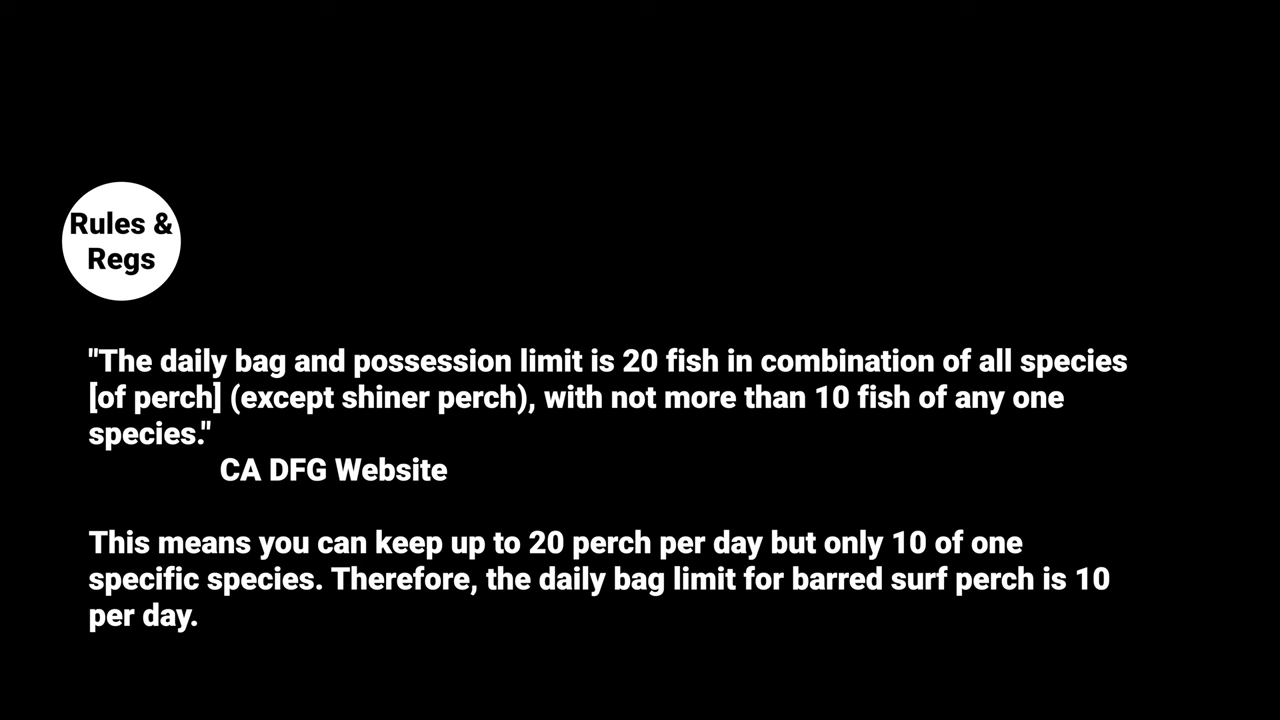 Rules &
Regs
"The daily bag and possession limit is 20 fish in combination of all species
[of perch] (except shiner perch), with not more than 10 fish of any one
species."
CA DFG Website
This means you can keep up to 20 perch per day but only 10 of one
specific species. Therefore, the daily bag limit for barred surf perch is 10
per day.